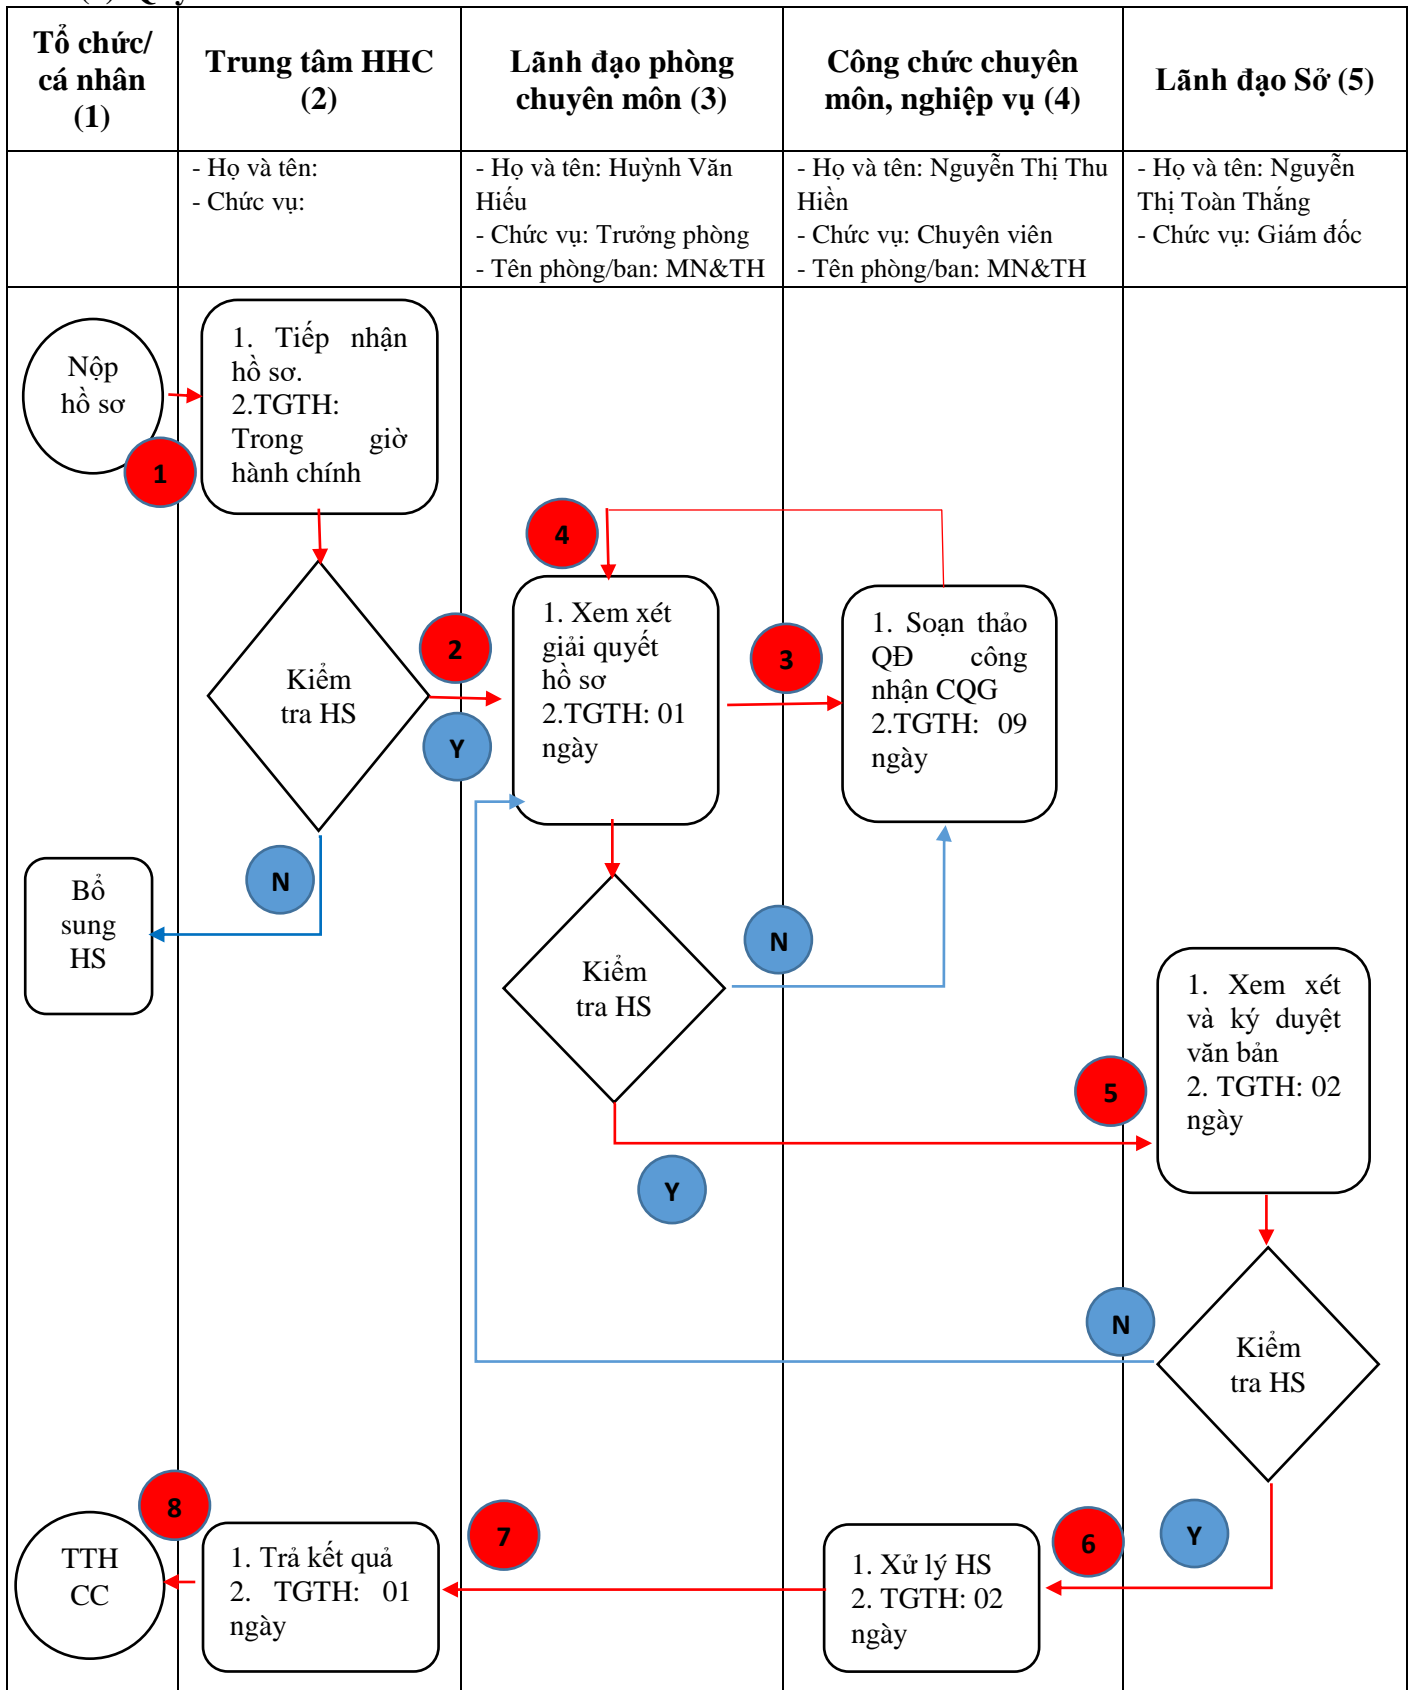 Tổ chức/
cá nhân
(1)
Trung tâm HHC
(2)
Lãnh đạo phòng
chuyên môn (3)
Công chức chuyên
môn, nghiệp vụ (4)
Lãnh đạo Sở (5)
- Họ và tên:
- Chức vụ:
- Họ và tên: Huỳnh Văn
Hiếu
- Chức vụ: Trưởng phòng
- Tên phòng/ban: MN&TH
- Họ và tên: Nguyễn Thị Thu
Hiền
- Chức vụ: Chuyên viên
- Tên phòng/ban: MN&TH
- Họ và tên: Nguyễn
Thị Toàn Thắng
- Chức vụ: Giám đốc
Nộp
hồ sơ
1
1. Tiếp nhận
hồ sơ.
2.TGTH:
Trong giờ
hành chính
Kiểm
tra HS
2
Y
N
Bổ
sung
HS
4
1. Xem xét
giải quyết
hồ sơ
2.TGTH: 01
ngày
3
1. Soạn thảo
QĐ công
nhận CQG
2.TGTH: 09
ngày
Kiểm
tra HS
N
Y
5
1. Xem xét
và ký duyệt
văn bản
2. TGTH: 02
ngày
N
Kiểm
tra HS
Y
6
1. Xử lý HS
2. TGTH: 02
ngày
7
1. Trả kết quả
2. TGTH: 01
ngày
8
TTH
CC